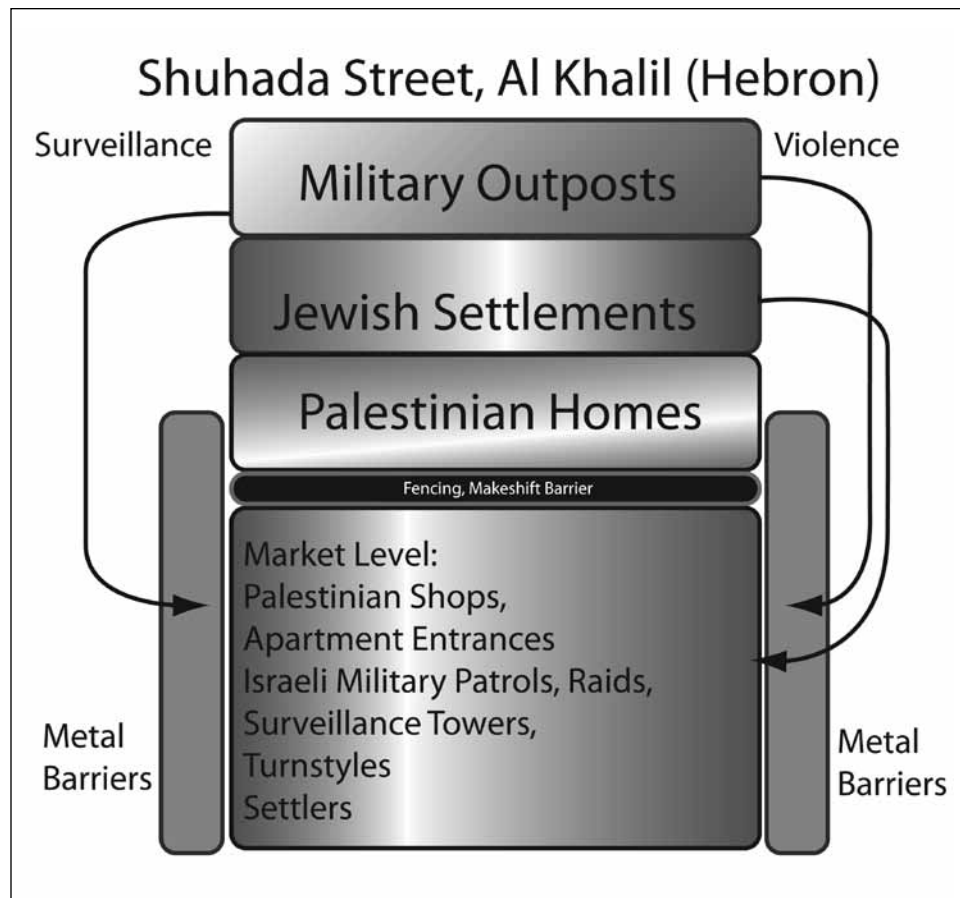 Shuhada Street, Al Khalil (Hebron)
Surveillance
Violence
Military Outposts
Jewish Settlements
Palestinian Homes
Fencing, Makeshift Barrier
Market Level:
Palestinian Shops,
Apartment Entrances
Israeli Military Patrols, Raids,
Surveillance Towers,
Turnstyles
Settlers
Metal
Barriers
Metal
Barriers